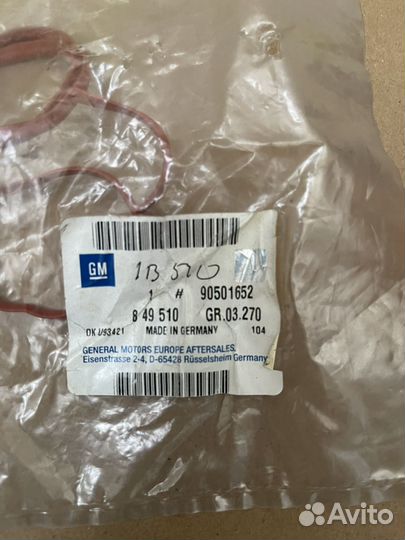 GM
1 # 90501652
8 49 510 GR.03.270
DK U93421 MADE IN GERMANY 104
GENERAL MOTORS EUROPE AFTERSALES.
Eisenstrasse 2-4, D-65428 Rüsselsheim Germany
Avito